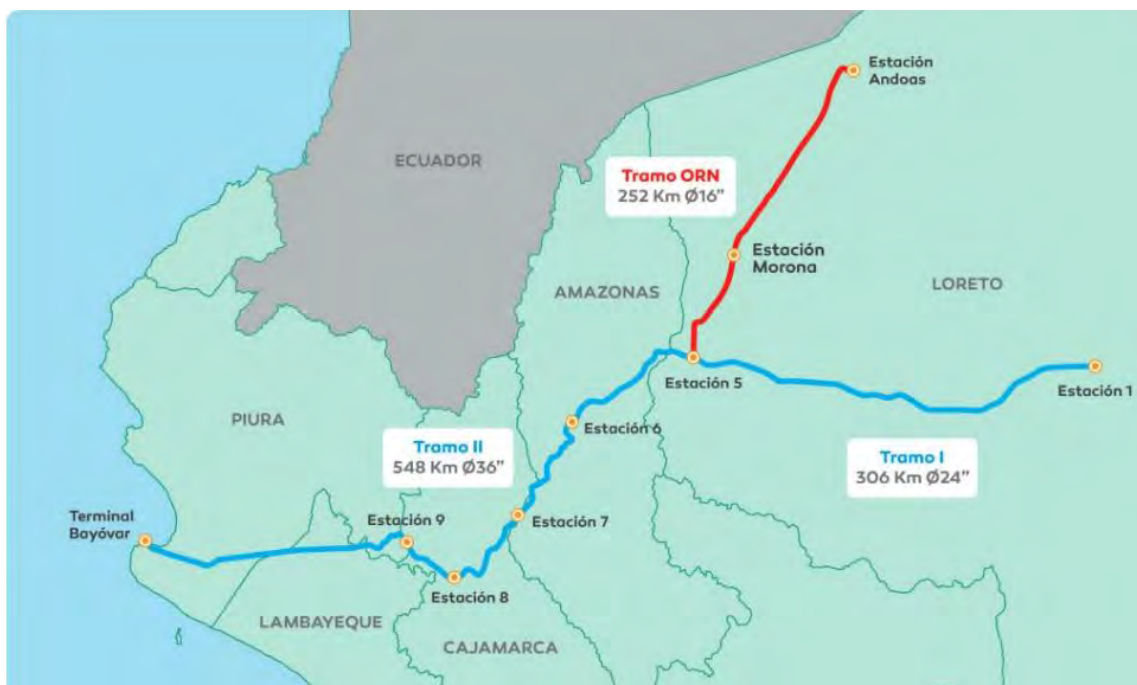 Estación
Andoas
ECUADOR
Tramo ORN
252 Km Ø16”
Estación
Morona
AMAZONAS
LORETO
Estación 5
Estación 1
PIURA
Estación 6
Tramo II
548 Km Ø36”
Tramo I
306 Km Ø24”
Terminal
Bayóvar
Estación 9
Estación 7
Estación 8
LAMBAYEQUE
CAJAMARCA